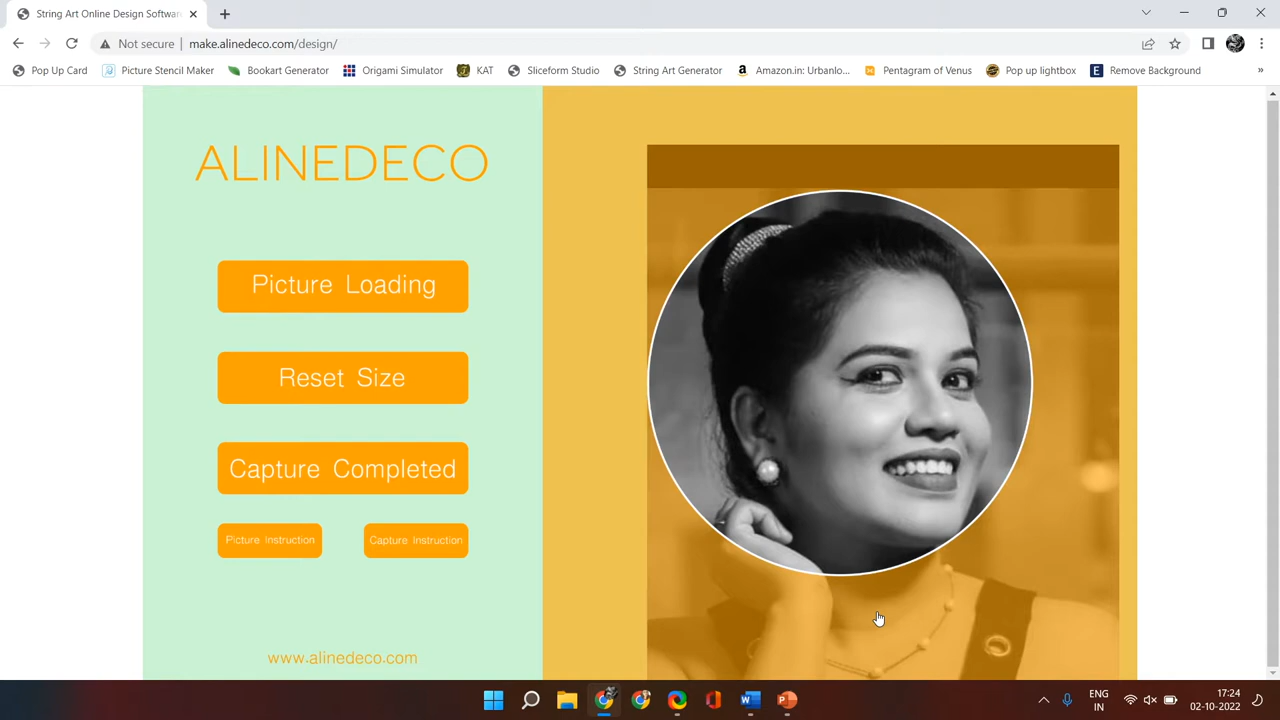 String Art Online Design Softwar
Not secure | make.alinedeco.com/design/
Pop Up Card
Picture Stencil Maker
Bookart Generator
Origami Simulator
KAT
Sliceform Studio
String Art Generator
Amazon.in: Urbanlo...
Pentagram of Venus
Pop up lightbox
Remove Background
»
ALINEDECO
Picture Loading
Reset Size
Capture Completed
Picture Instruction
Capture Instruction
www.alinedeco.com
ENG
IN
17:24
02-10-2022